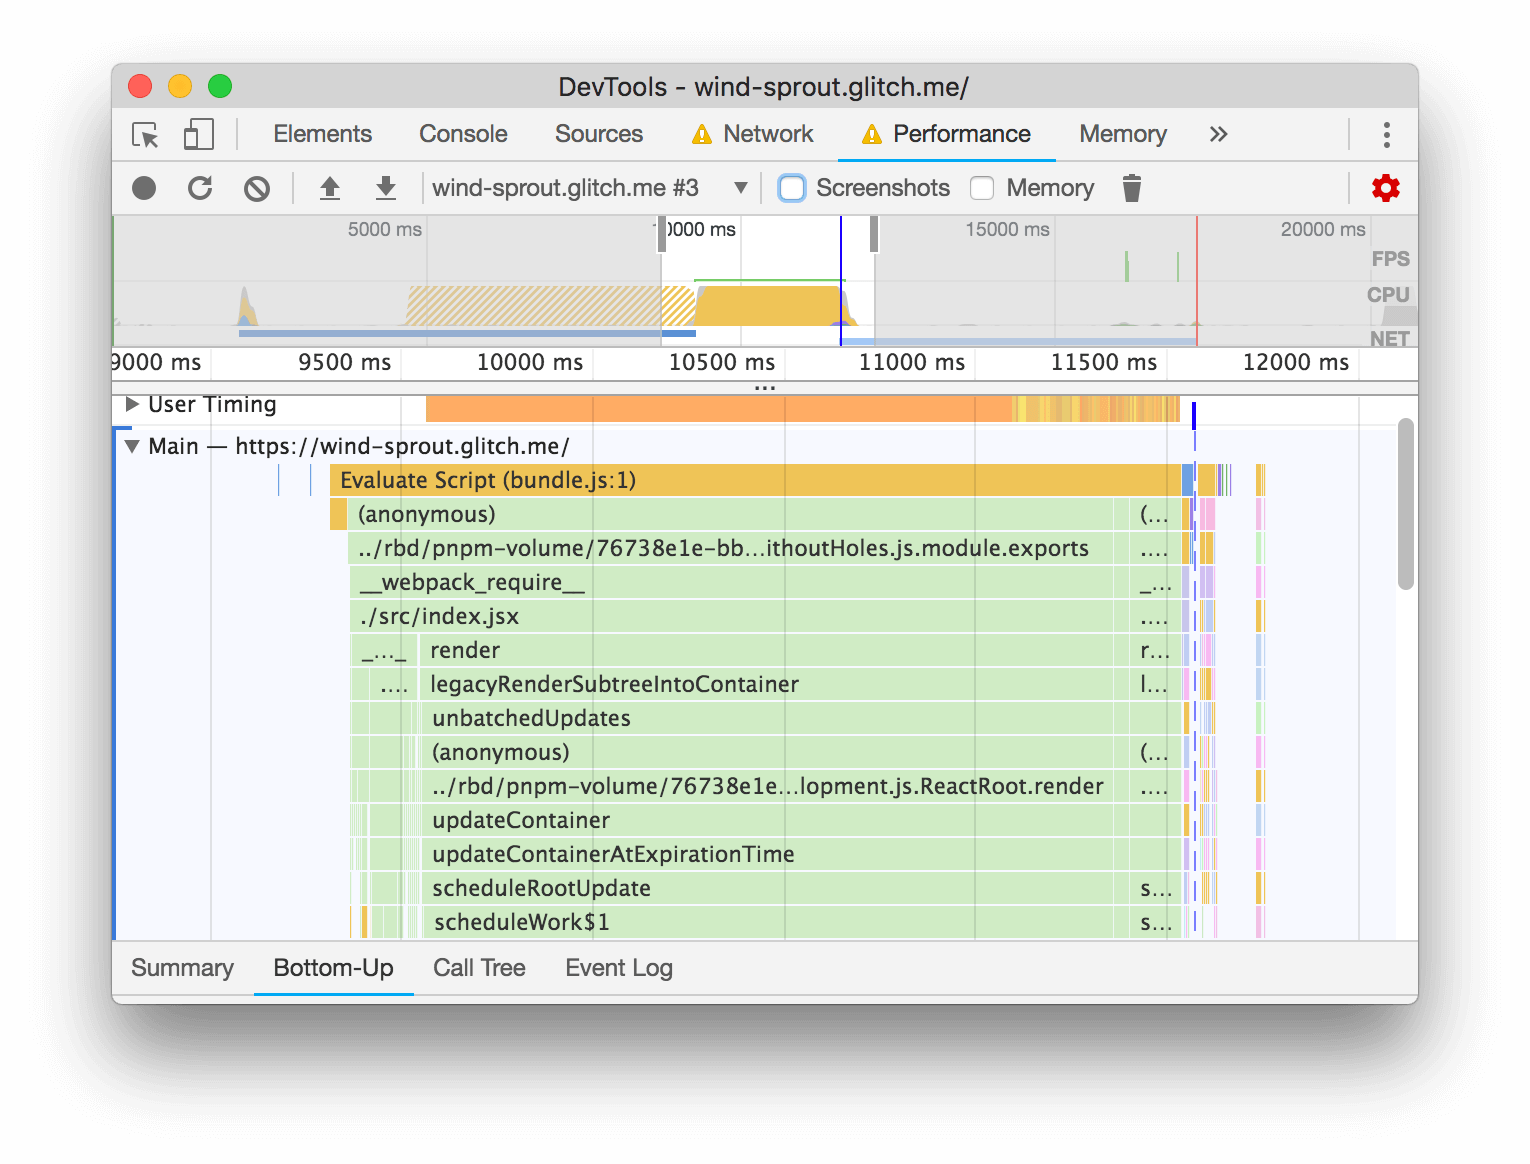 DevTools - wind-sprout.glitch.me/
Elements Console Sources Network Performance Memory »
wind-sprout.glitch.me #3 Screenshots Memory
5000 ms 0000 ms 15000 ms 20000 ms
FPS
CPU
NET
9000 ms 9500 ms 10000 ms 10500 ms 11000 ms 11500 ms 12000 ms
...
User Timing
Main — https://wind-sprout.glitch.me/
Evaluate Script (bundle.js:1)
(anonymous) (...
../rbd/pnpm-volume/76738e1e-bb...ithoutHoles.js.module.exports ....
__webpack_require__ _...
./src/index.jsx ....
_..._ render r...
.... legacyRenderSubtreeIntoContainer l...
unbatchedUpdates
(anonymous) (...
../rbd/pnpm-volume/76738e1e...lopment.js.ReactRoot.render ....
updateContainer
updateContainerAtExpirationTime
scheduleRootUpdate s...
scheduleWork$1 s...
Summary Bottom-Up Call Tree Event Log